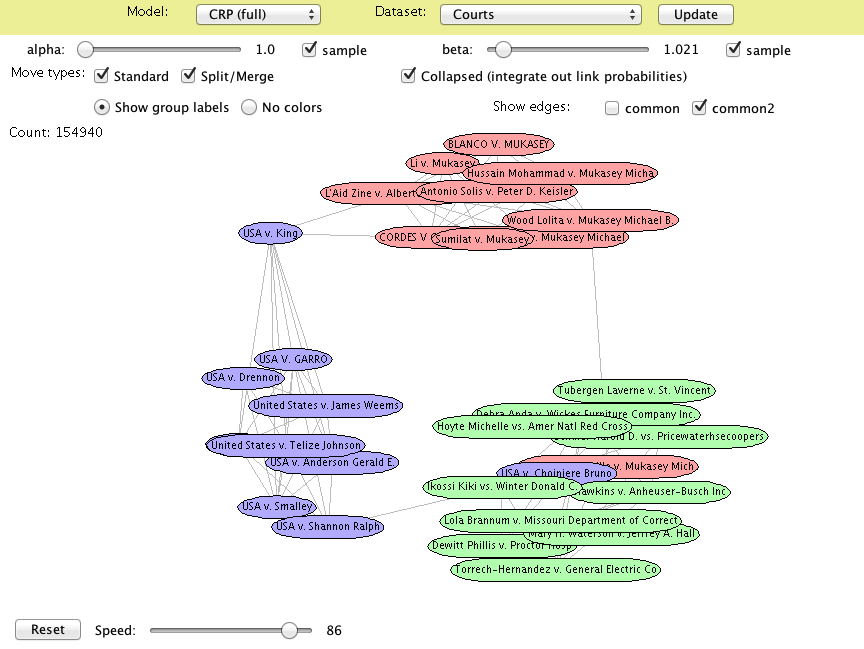 Model: CRP (full) Dataset: Courts Update
alpha: 1.0 sample beta: 1.021 sample
Move types: Standard Split/Merge Collapsed (integrate out link probabilities)
Show group labels No colors Show edges: common common2
Count: 154940
BLANCO V. MUKASEY
Li v. Mukasey
Hussain Mohammad v. Mukasey Micha
L'Aid Zine v. Albert
Antonio Solis v. Peter D. Keisler
Wood Lolita v. Mukasey Michael B.
USA v. King
CORDES V
Sumilat v. Mukasey
v. Mukasey Michael
USA V. GARRO
USA v. Drennon
Tubergen Laverne v. St. Vincent
United States v. James Weems
Debra Anda v. Wickes Furniture Company Inc.
Hoyte Michelle vs. Amer Natl Red Cross
D. vs. Pricewaterhsecoopers
United States v. Telize Johnson
USA v. Anderson Gerald E.
v. Mukasey Mich
USA v. Choiniere Bruno
Ikossi Kiki vs. Winter Donald C.
awkins v. Anheuser-Busch Inc
USA v. Smalley
USA v. Shannon Ralph
Lola Brannum v. Missouri Department of Correct
Mary H. Waterson v. Jeffrey A. Hall
Dewitt Phillis v. Proctor Hosp
Torrech-Hernandez v. General Electric Co
Reset Speed: 86